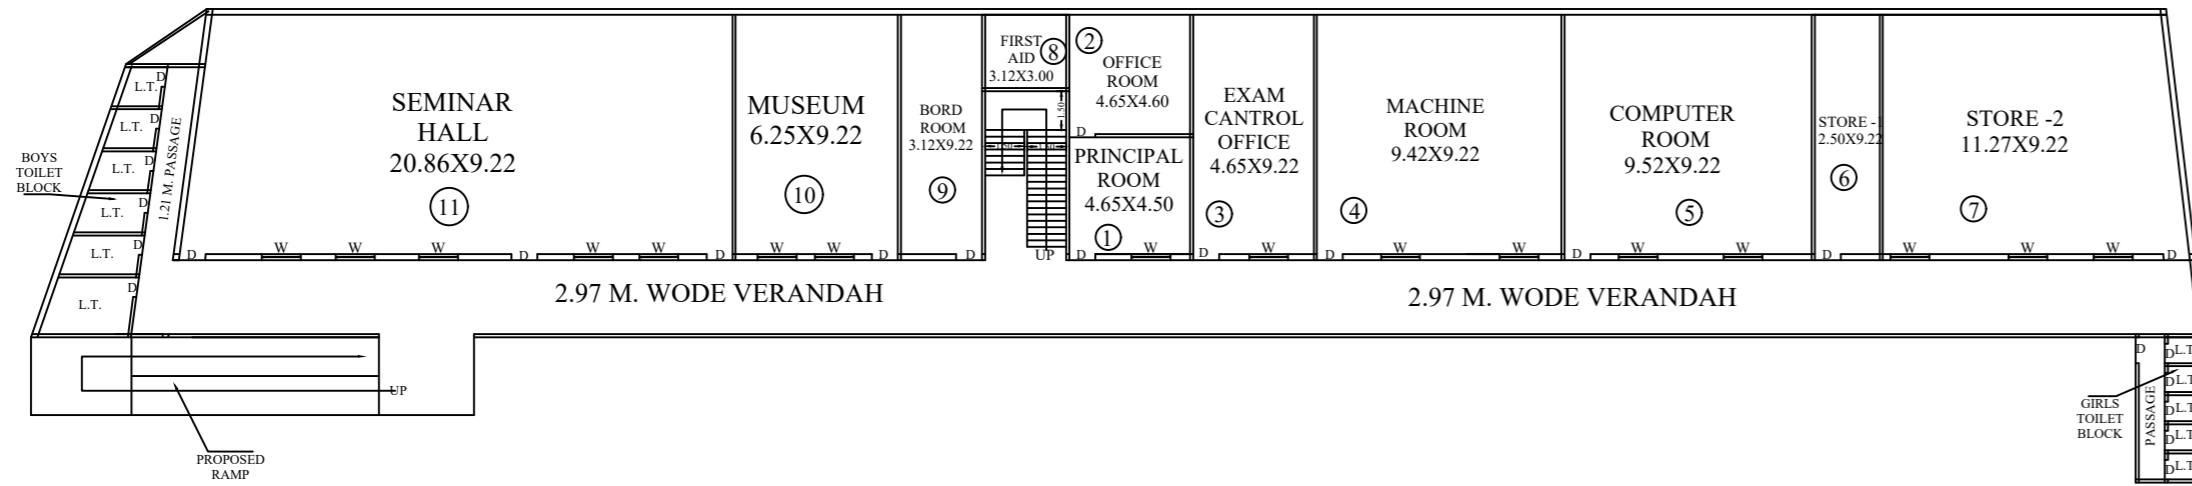 SEMINAR
HALL
20.86X9.22
11
MUSEUM
6.25X9.22
10
BORD
ROOM
3.12X9.22
9
FIRST
AID
3.12X3.00
8
1.50
1.50
1.50
UP
2
OFFICE
ROOM
4.65X4.60
D
PRINCIPAL
ROOM
4.65X4.50
1
EXAM
CANTROL
OFFICE
4.65X9.22
3
MACHINE
ROOM
9.42X9.22
4
COMPUTER
ROOM
9.52X9.22
5
STORE -1
2.50X9.22
6
STORE -2
11.27X9.22
7
D W W W D W W D W W D D D W D W D W W D W W D W W W D
BOYS
TOILET
BLOCK
L.T. D
L.T. D
L.T. D
L.T. D
L.T. D
L.T. D
1.21 M. PASSAGE
2.97 M. WODE VERANDAH
2.97 M. WODE VERANDAH
UP
PROPOSED
RAMP
GIRLS
TOILET
BLOCK
D
PASSAGE
D L.T
D L.T
D L.T
D L.T
D L.T